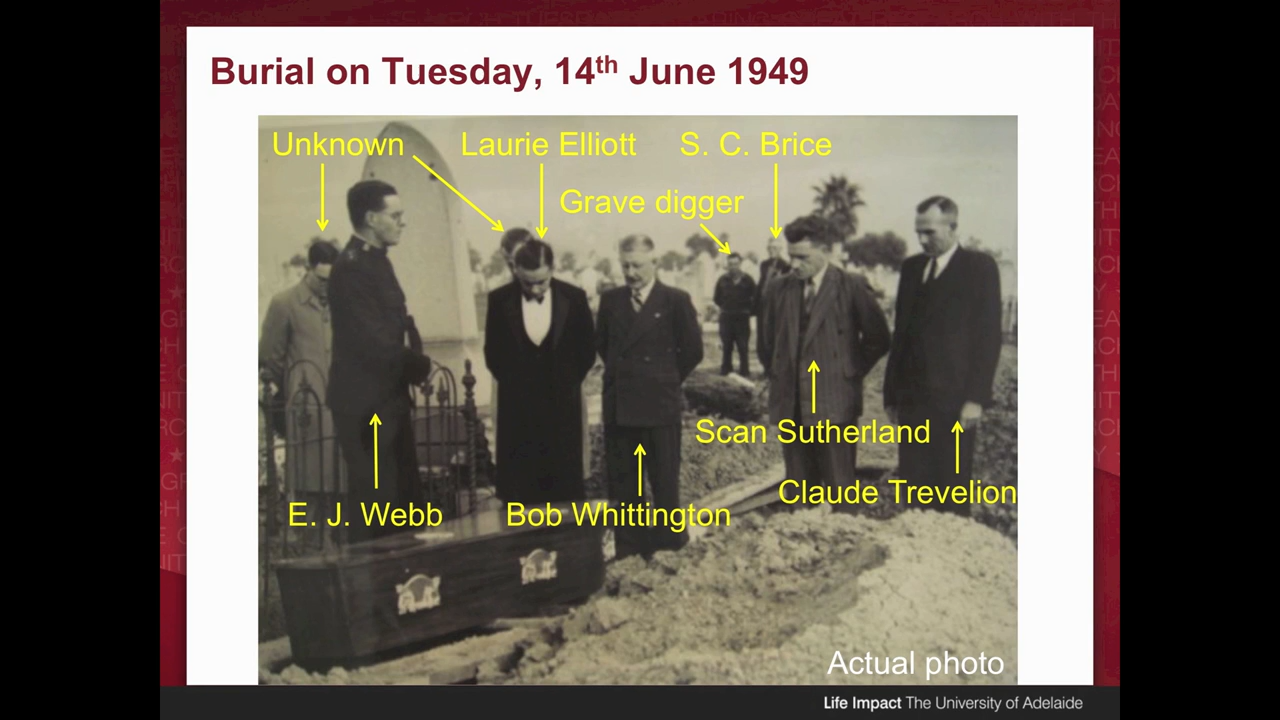 Burial on Tuesday, 14th June 1949
Unknown
Laurie Elliott
S. C. Brice
Grave digger
Scan Sutherland
Claude Trevelion
E. J. Webb
Bob Whittington
Actual photo
Life Impact The University of Adelaide